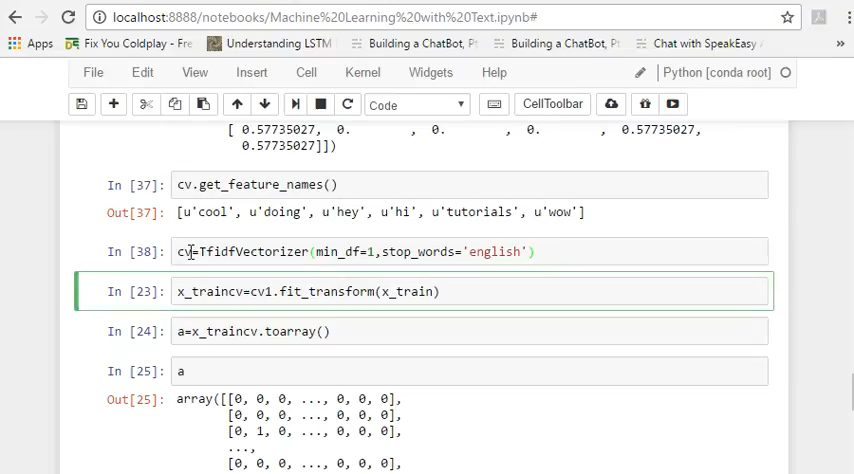 localhost:8888/notebooks/Machine%20Learning%20with%20Text.ipynb#
Apps Fix You Coldplay - Fre Understanding LSTM Building a ChatBot, Pt Building a ChatBot, Pt Chat with SpeakEasy »
File Edit View Insert Cell Kernel Widgets Help Python [conda root]
Code CellToolbar
[ 0.57735027, 0. , 0. , 0. , 0.57735027,
0.57735027]])
In [37]: cv.get_feature_names()
Out[37]: [u'cool', u'doing', u'hey', u'hi', u'tutorials', u'wow']
In [38]: cv=TfidfVectorizer(min_df=1,stop_words='english')
In [23]: x_traincv=cv1.fit_transform(x_train)
In [24]: a=x_traincv.toarray()
In [25]: a
Out[25]: array([[0, 0, 0, ..., 0, 0, 0],
[0, 0, 0, ..., 0, 0, 0],
[0, 1, 0, ..., 0, 0, 0],
...,
[0, 0, 0, ..., 0, 0, 0],